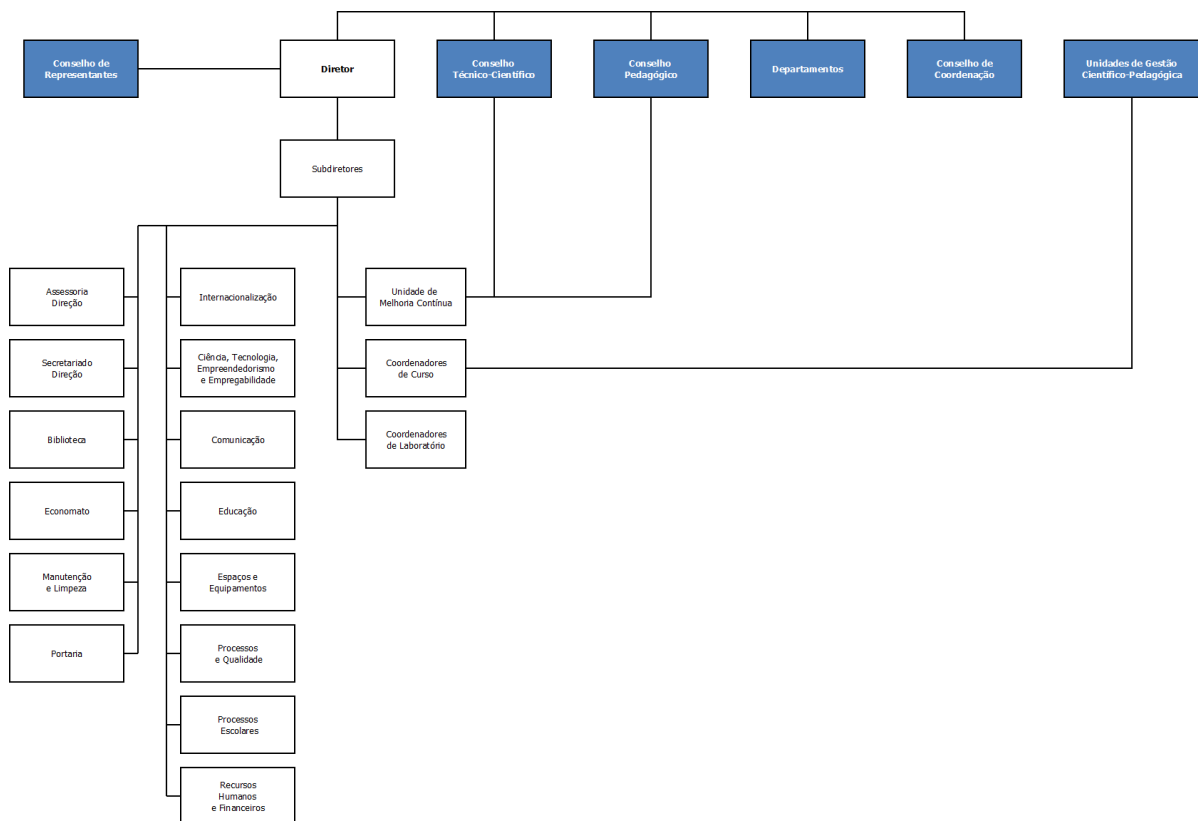 Conselho de
Representantes
Diretor
Conselho
Técnico-Científico
Conselho
Pedagógico
Departamentos
Conselho de
Coordenação
Unidades de Gestão
Científico-Pedagógica
Subdiretores
Assessoria
Direção
Internacionalização
Unidade de
Melhoria Contínua
Secretariado
Direção
Ciência, Tecnologia,
Empreendedorismo
e Empregabilidade
Coordenadores
de Curso
Biblioteca
Comunicação
Coordenadores
de Laboratório
Economato
Educação
Manutenção
e Limpeza
Espaços e
Equipamentos
Portaria
Processos
e Qualidade
Processos
Escolares
Recursos
Humanos
e Financeiros